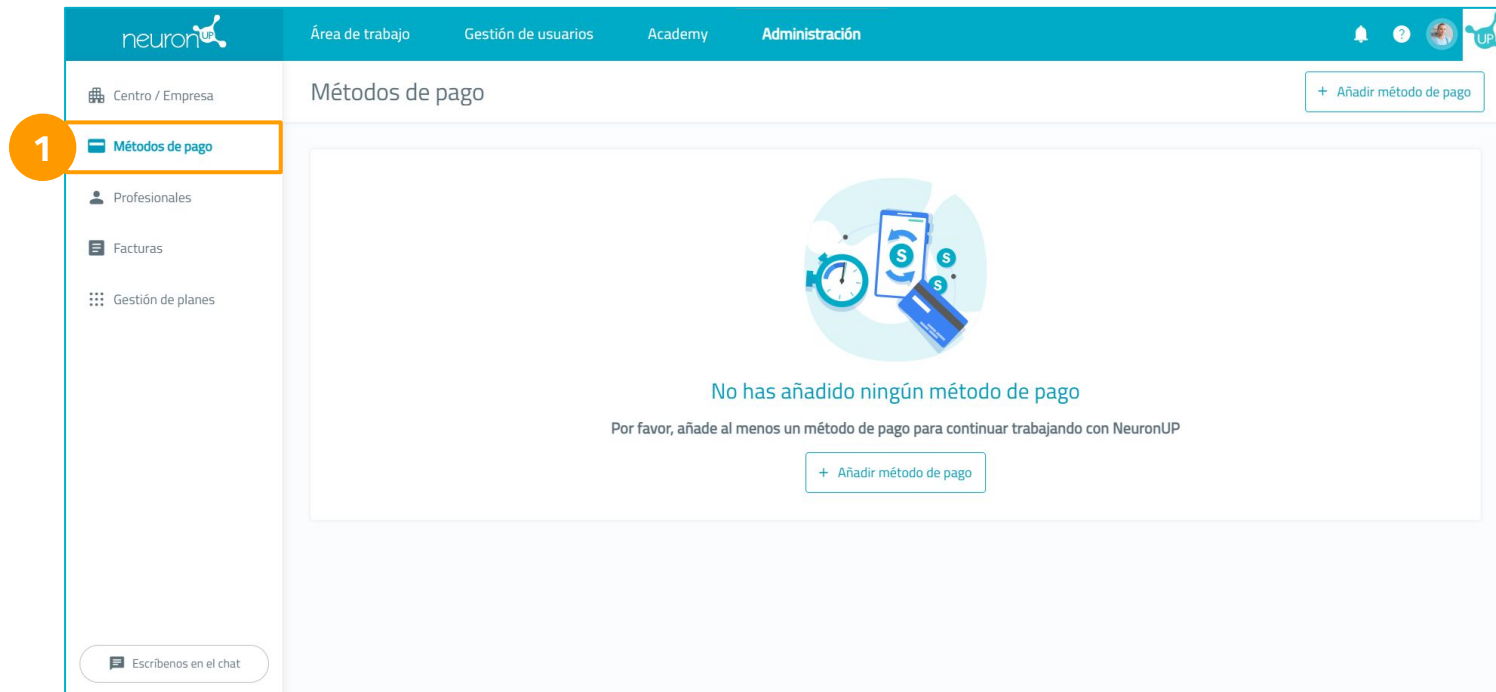 neuronUP
Área de trabajo
Gestión de usuarios
Academy
Administración
?
UP
Centro / Empresa
Métodos de pago
+ Añadir método de pago
1
Métodos de pago
Profesionales
Facturas
Gestión de planes
S
S
S
No has añadido ningún método de pago
Por favor, añade al menos un método de pago para continuar trabajando con NeuronUP
+ Añadir método de pago
Escríbenos en el chat